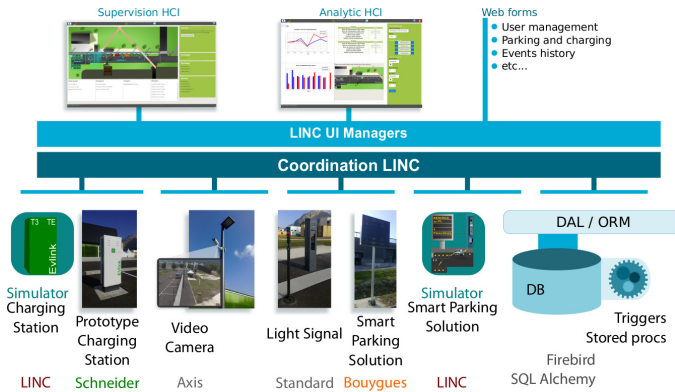 Supervision HCI
Analytic HCI
Web forms
User management
Parking and charging
Events history
etc...
LINC UI Managers
Coordination LINC
T3 TE
Evlink
DAL / ORM
DB
Simulator
Charging
Station
Prototype
Charging
Station
Video
Camera
Light Signal
Smart
Parking
Solution
Simulator
Smart Parking
Solution
Triggers
Stored procs
Firebird
SQL Alchemy
LINC
Schneider
Axis
Standard
Bouygues
LINC